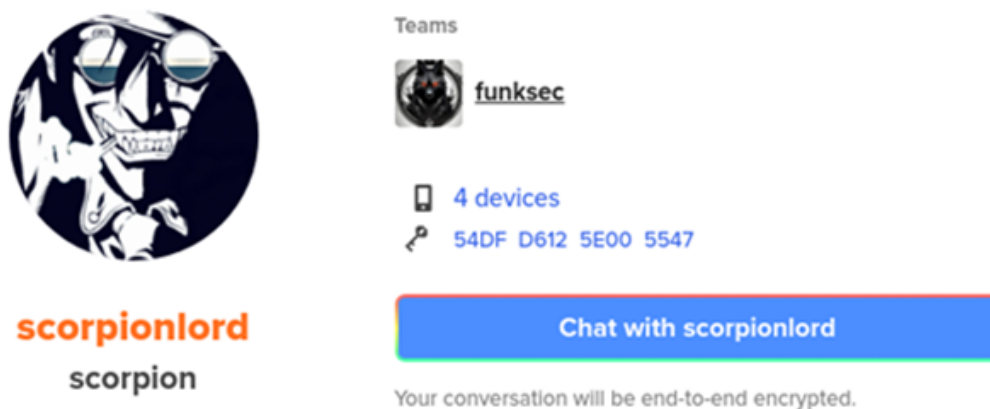 Teams
funksec
4 devices
54DF D612 5E00 5547
scorpionlord
scorpion
Chat with scorpionlord
Your conversation will be end-to-end encrypted.